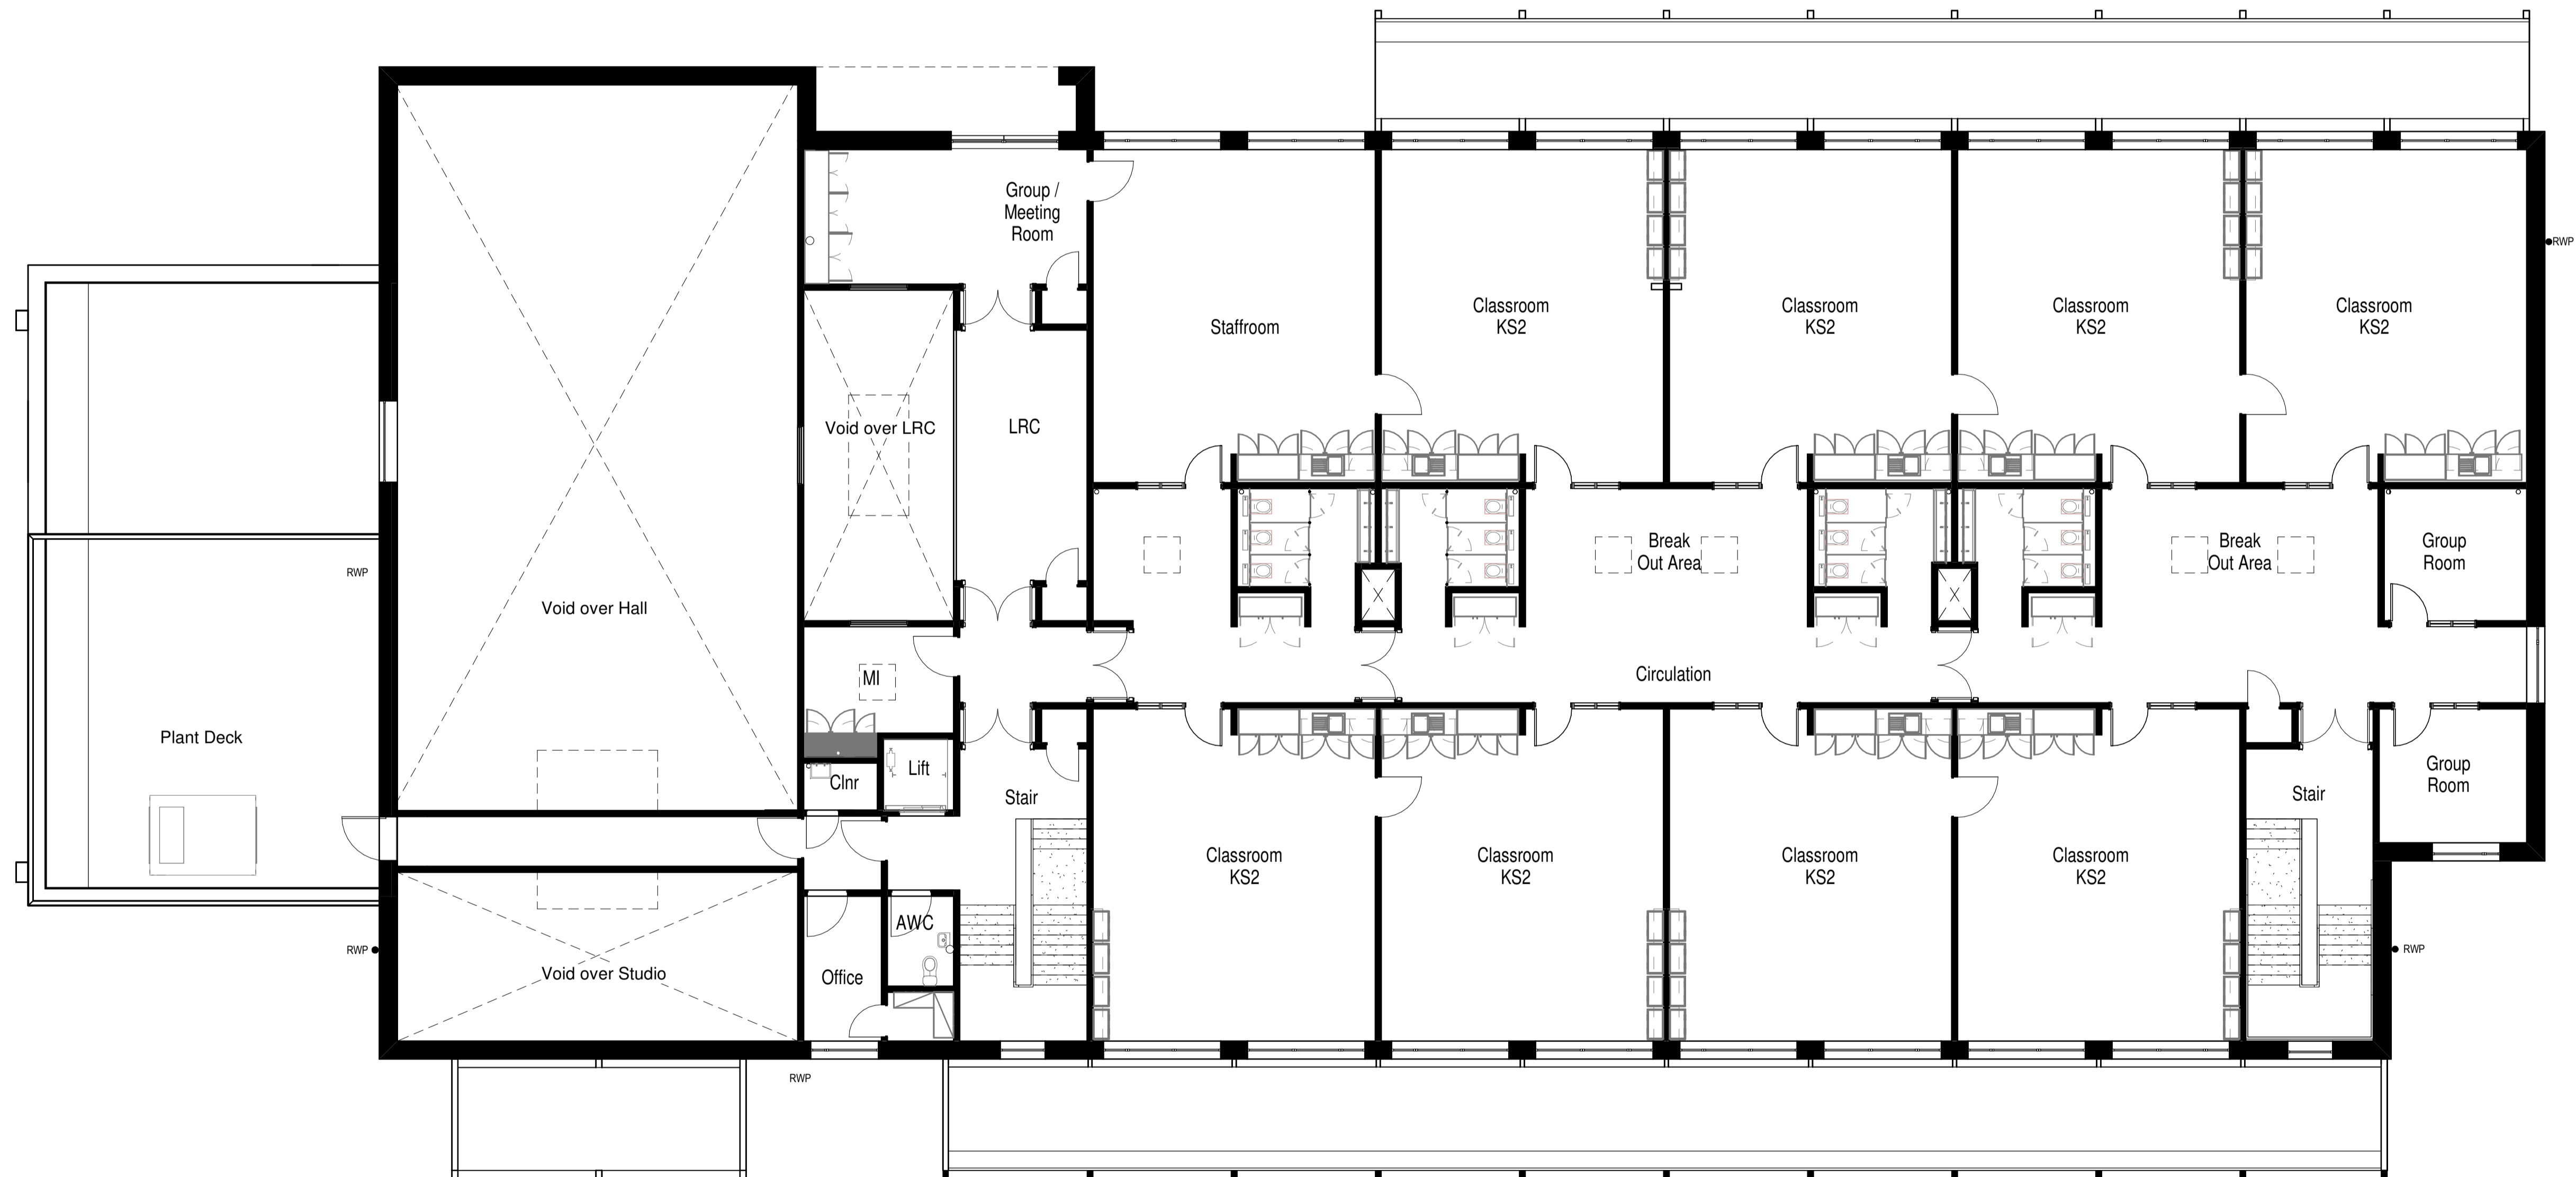 Group /
Meeting
Room
RWP
Staffroom
Classroom
KS2
Classroom
KS2
Classroom
KS2
Classroom
KS2
Void over LRC
LRC
RWP
Void over Hall
Break
Out Area
Break
Out Area
Group
Room
MI
Circulation
Plant Deck
Clnr
Lift
Stair
Stair
Group
Room
Classroom
KS2
Classroom
KS2
Classroom
KS2
Classroom
KS2
AWC
RWP
Void over Studio
Office
RWP
RWP